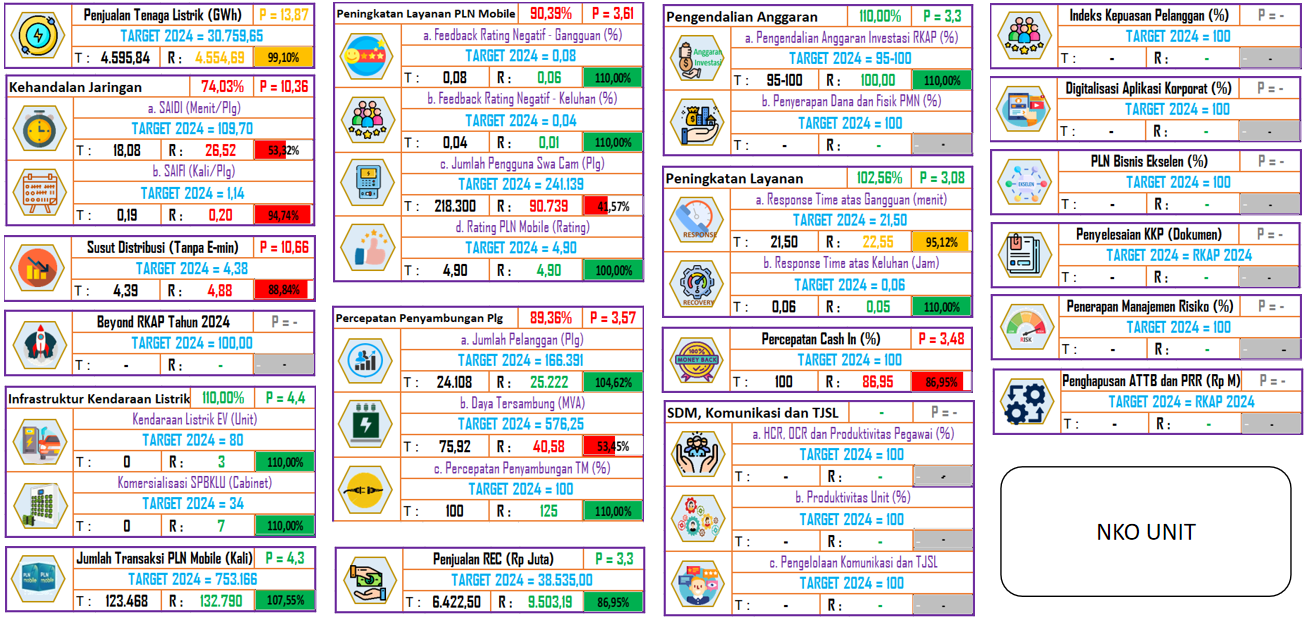 Penjualan Tenaga Listrik (GWh) P = 13,87
TARGET 2024 = 30.759,65
T : 4.595,84 R : 4.554,69 99,10%
Kehandalan Jaringan 74,03% P = 10,36
a. SAIDI (Menit/Plg)
TARGET 2024 = 109,70
T : 18,08 R : 26,52 53,32%
b. SAIFI (Kali/Plg)
TARGET 2024 = 1,14
T : 0,19 R : 0,20 94,74%
Susut Distribusi (Tanpa E-min) P = 10,66
TARGET 2024 = 4,38
T : 4,39 R : 4,88 88,84%
Beyond RKAP Tahun 2024 P = -
TARGET 2024 = 100,00
T : - R : - -
Infrastruktur Kendaraan Listrik 110,00% P = 4,4
Kendaraan Listrik EV (Unit)
TARGET 2024 = 80
T : 0 R : 3 110,00%
Komersialisasi SPBKLU (Cabinet)
TARGET 2024 = 34
T : 0 R : 7 110,00%
Jumlah Transaksi PLN Mobile (Kali) P = 4,3
TARGET 2024 = 753.166
T : 123.468 R : 132.790 107,55%
Peningkatan Layanan PLN Mobile 90,39% P = 3,61
a. Feedback Rating Negatif - Gangguan (%)
TARGET 2024 = 0,08
T : 0,08 R : 0,06 110,00%
b. Feedback Rating Negatif - Keluhan (%)
TARGET 2024 = 0,04
T : 0,04 R : 0,01 110,00%
c. Jumlah Pengguna Swa Cam (Plg)
TARGET 2024 = 241.139
T : 218.300 R : 90.739 41,57%
d. Rating PLN Mobile (Rating)
TARGET 2024 = 4,90
T : 4,90 R : 4,90 100,00%
Percepatan Penyambungan Plg 89,36% P = 3,57
a. Jumlah Pelanggan (Plg)
TARGET 2024 = 166.391
T : 24.108 R : 25.222 104,62%
b. Daya Tersambung (MVA)
TARGET 2024 = 576,25
T : 75,92 R : 40,58 53,45%
c. Percepatan Penyambungan TM (%)
TARGET 2024 = 100
T : 100 R : 125 110,00%
Penjualan REC (Rp Juta) P = 3,3
TARGET 2024 = 38.535,00
T : 6.422,50 R : 9.503,19 86,95%
Pengendalian Anggaran 110,00% P = 3,3
a. Pengendalian Anggaran Investasi RKAP (%)
Anggaran
Investasi
TARGET 2024 = 95-100
T : 95-100 R : 100,00 110,00%
b. Penyerapan Dana dan Fisik PMN (%)
TARGET 2024 = 100
T : - R : - -
Peningkatan Layanan 102,56% P = 3,08
a. Response Time atas Gangguan (menit)
TARGET 2024 = 21,50
RESPONSE
T : 21,50 R : 22,55 95,12%
b. Response Time atas Keluhan (Jam)
TARGET 2024 = 0,06
RECOVERY
T : 0,06 R : 0,05 110,00%
Percepatan Cash In (%) P = 3,48
100%
MONEY BACK
TARGET 2024 = 100
T : 100 R : 86,95 86,95%
SDM, Komunikasi dan TJSL - P = -
a. HCR, OCR dan Produktivitas Pegawai (%)
TARGET 2024 = 100
T : - R : - -
b. Produktivitas Unit (%)
TARGET 2024 = 100
T : - R : - -
c. Pengelolaan Komunikasi dan TJSL
TARGET 2024 = 100
T : - R : - -
Indeks Kepuasan Pelanggan (%) P = -
TARGET 2024 = 100
T : - R : - -
Digitalisasi Aplikasi Korporat (%) P = -
TARGET 2024 = 100
T : - R : - -
PLN Bisnis Ekselen (%) P = -
EKSELEN
TARGET 2024 = 100
T : - R : - -
Penyelesaian KKP (Dokumen) P = -
TARGET 2024 = RKAP 2024
T : - R : - -
Penerapan Manajemen Risiko (%) P = -
TARGET 2024 = 100
RISK
T : - R : - -
Penghapusan ATTB dan PRR (Rp M) P = -
TARGET 2024 = RKAP 2024
T : - R : - -
NKO UNIT